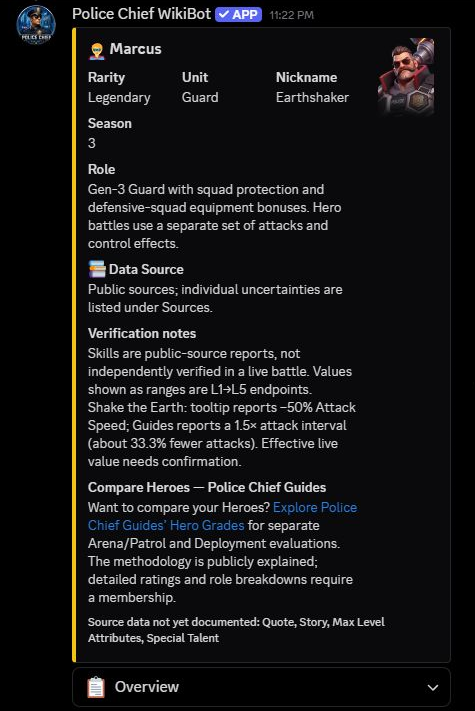 Police Chief WikiBot ✓ APP 11:22 PM
POLICE CHIEF
Marcus
Rarity Unit Nickname
Legendary Guard Earthshaker
Season
3
Role
Gen-3 Guard with squad protection and
defensive-squad equipment bonuses. Hero
battles use a separate set of attacks and
control effects.
Data Source
Public sources; individual uncertainties are
listed under Sources.
Verification notes
Skills are public-source reports, not
independently verified in a live battle. Values
shown as ranges are L1→L5 endpoints.
Shake the Earth: tooltip reports −50% Attack
Speed; Guides reports a 1.5× attack interval
(about 33.3% fewer attacks). Effective live
value needs confirmation.
Compare Heroes — Police Chief Guides
Want to compare your Heroes? Explore Police
Chief Guides' Hero Grades for separate
Arena/Patrol and Deployment evaluations.
The methodology is publicly explained;
detailed ratings and role breakdowns require
a membership.
Source data not yet documented: Quote, Story, Max Level
Attributes, Special Talent
Overview